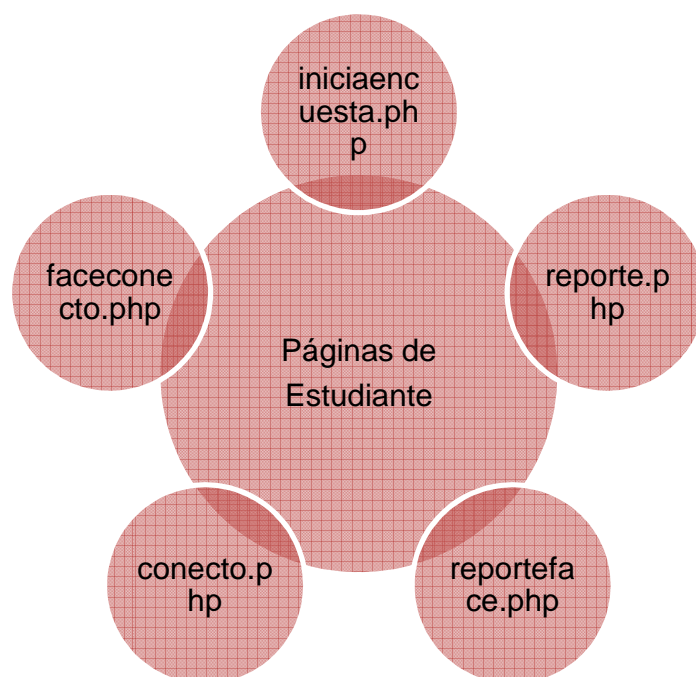 iniciaenc
uesta.ph
p
facecone
cto.php
reporte.p
hp
Páginas de
Estudiante
conecto.p
hp
reportefa
ce.php